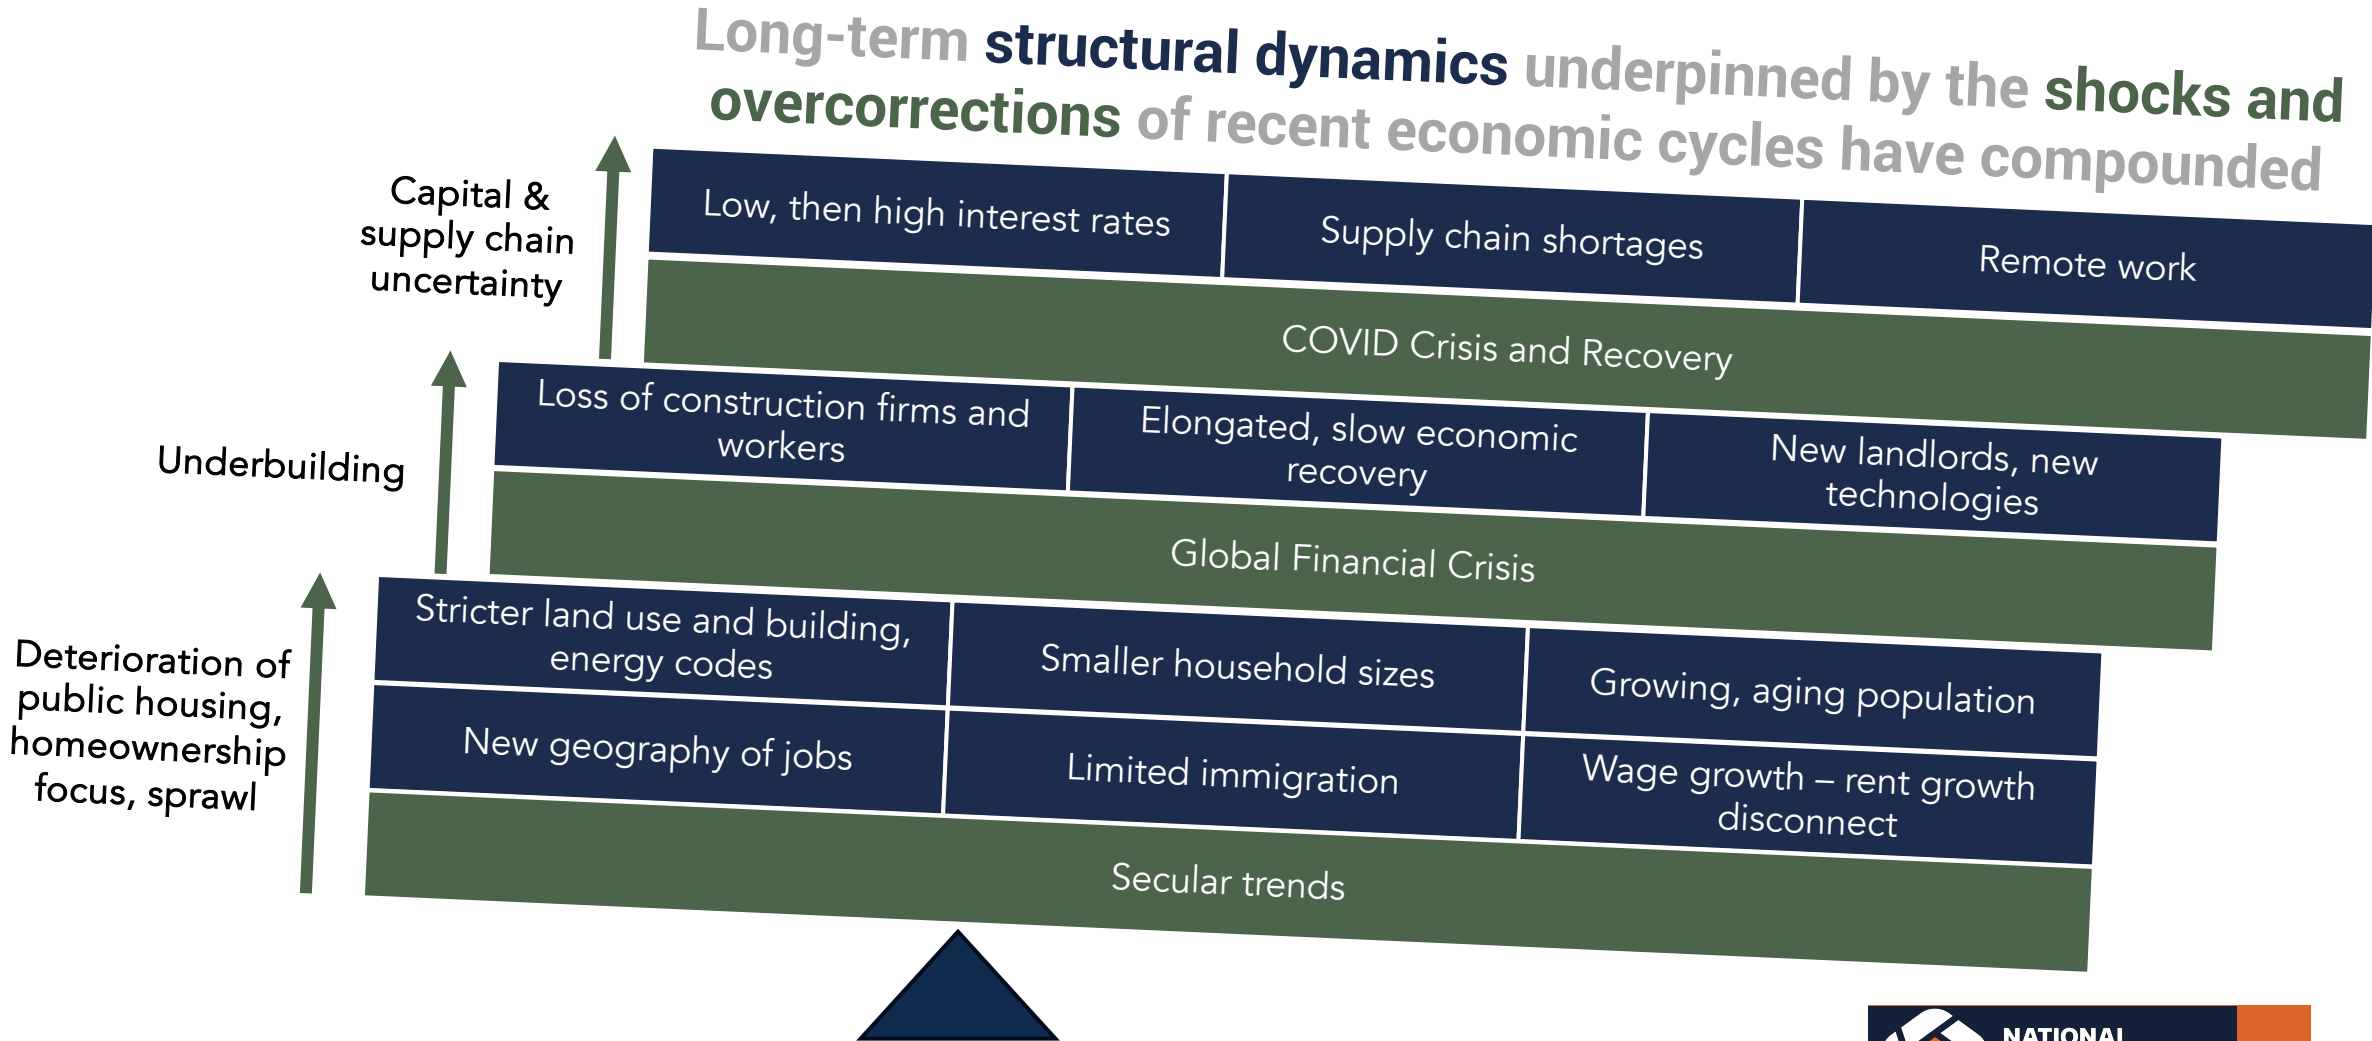 Long-term structural dynamics underpinned by the shocks and
overcorrections of recent economic cycles have compounded
Capital &
supply chain
uncertainty
Low, then high interest rates
Supply chain shortages
Remote work
COVID Crisis and Recovery
Underbuilding
Loss of construction firms and
workers
Elongated, slow economic
recovery
New landlords, new
technologies
Global Financial Crisis
Deterioration of
public housing,
homeownership
focus, sprawl
Stricter land use and building,
energy codes
Smaller household sizes
Growing, aging population
New geography of jobs
Limited immigration
Wage growth – rent growth
disconnect
Secular trends
NATIONAL